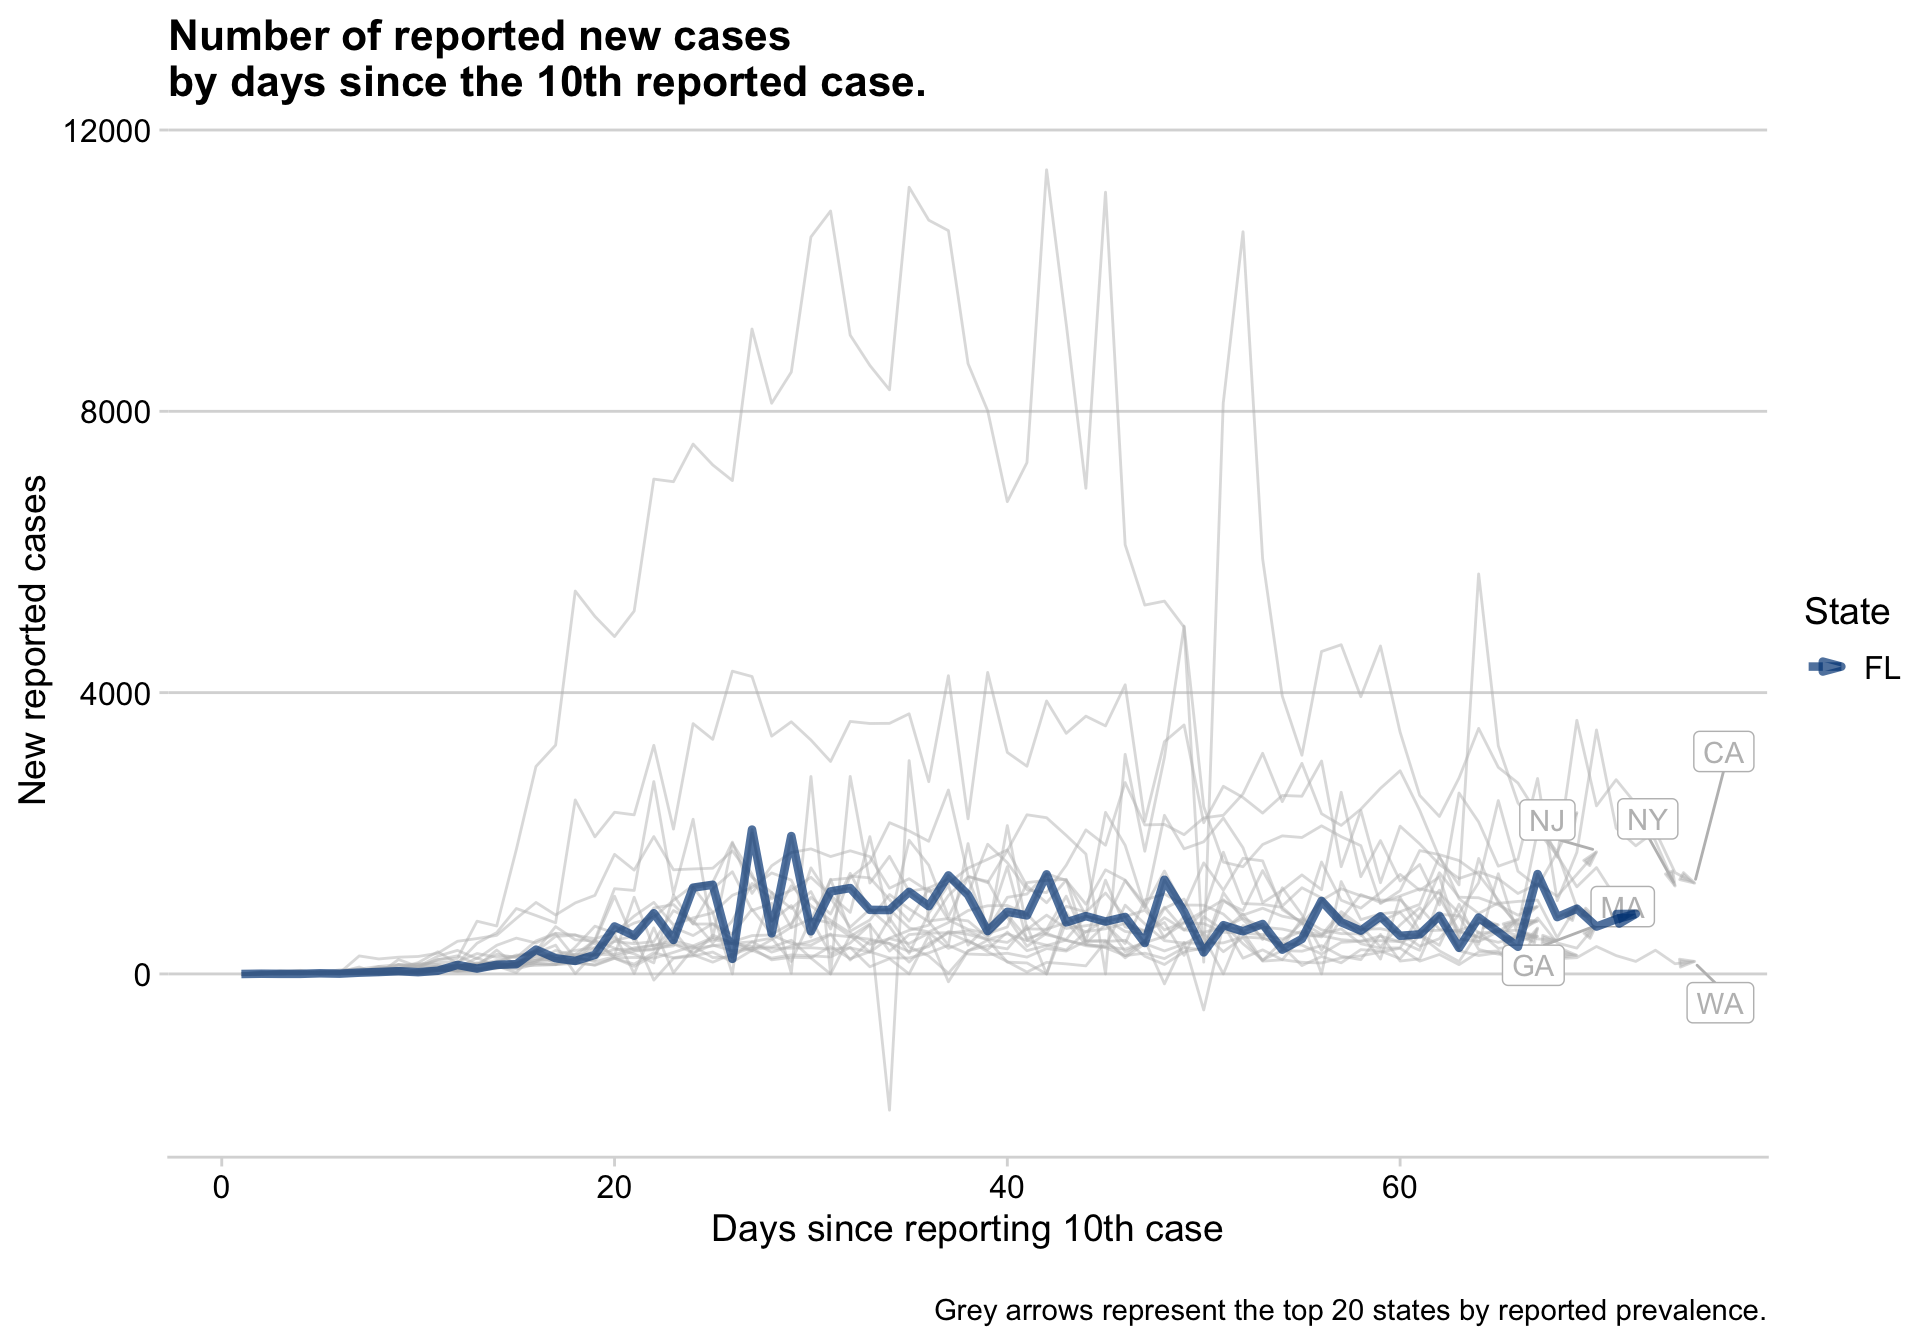 Number of reported new cases
by days since the 10th reported case.
12000
8000
4000
0
New reported cases
CA
NJ
NY
MA
GA
WA
State
FL
0
20
40
60
Days since reporting 10th case
Grey arrows represent the top 20 states by reported prevalence.